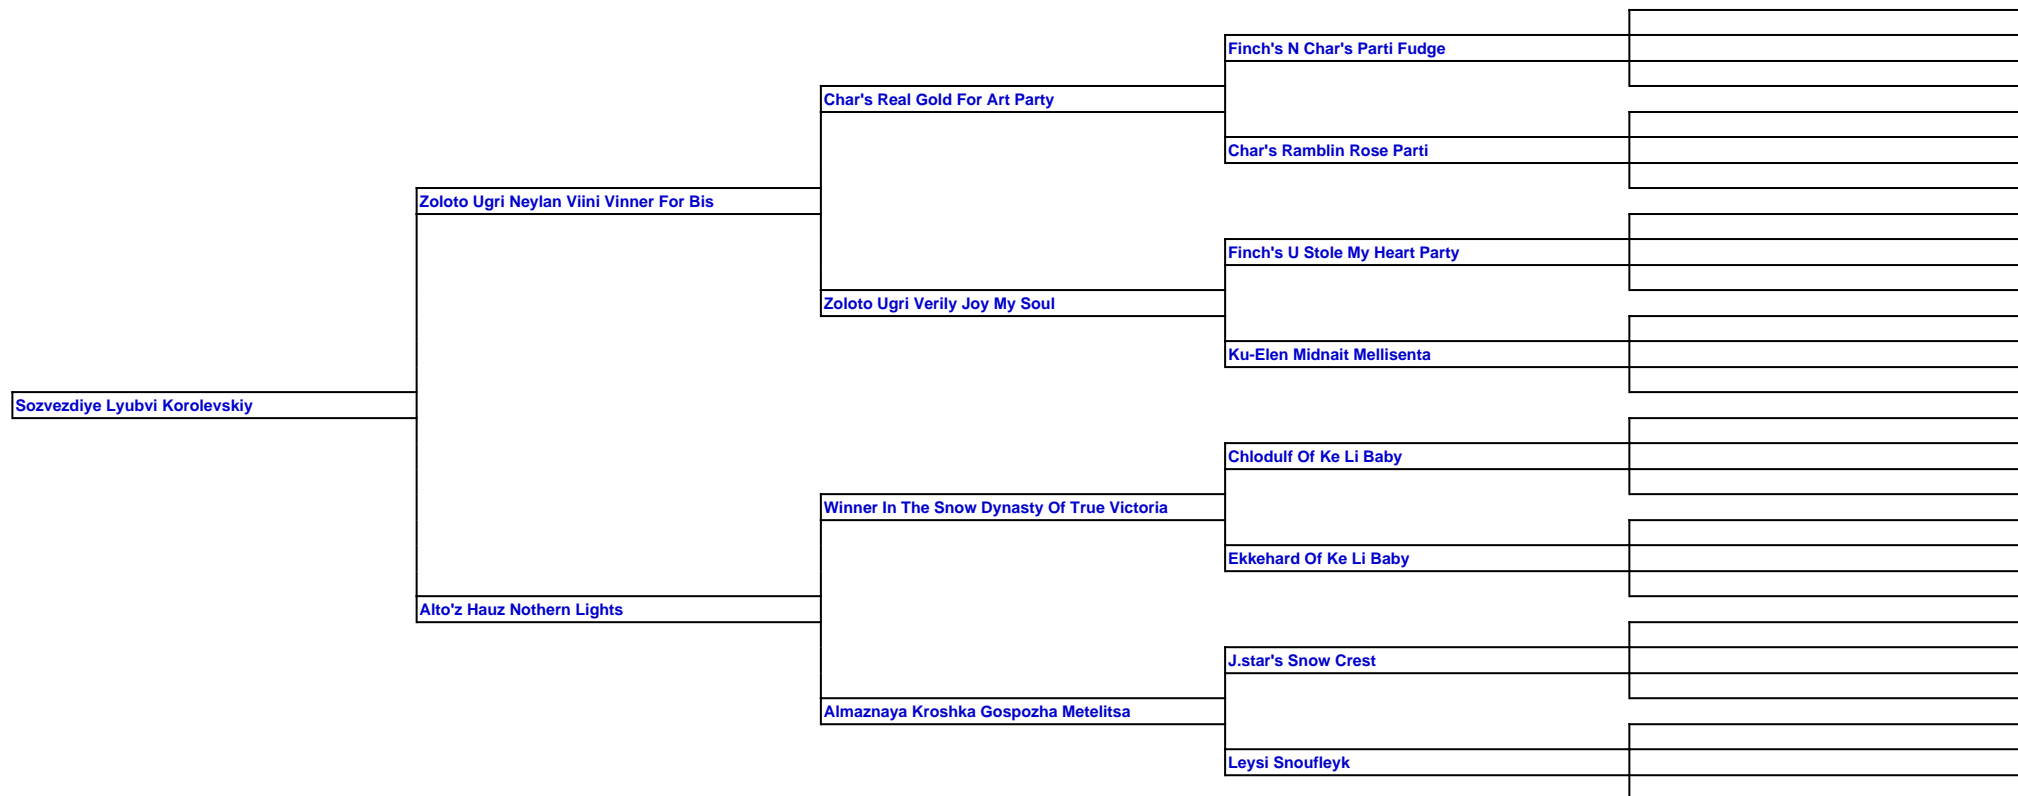 Finch's N Char's Parti Fudge
Char's Real Gold For Art Party
Char's Ramblin Rose Parti
Zoloto Ugri Neylan Viini Vinner For Bis
Finch's U Stole My Heart Party
Zoloto Ugri Verily Joy My Soul
Ku-Elen Midnait Mellisenta
Sozvezdiye Lyubvi Korolevskiy
Chlodulf Of Ke Li Baby
Winner In The Snow Dynasty Of True Victoria
Ekkehard Of Ke Li Baby
Alto'z Hauz Nothern Lights
J.star's Snow Crest
Almaznaya Kroshka Gospozha Metelitsa
Leysi Snoufleyk